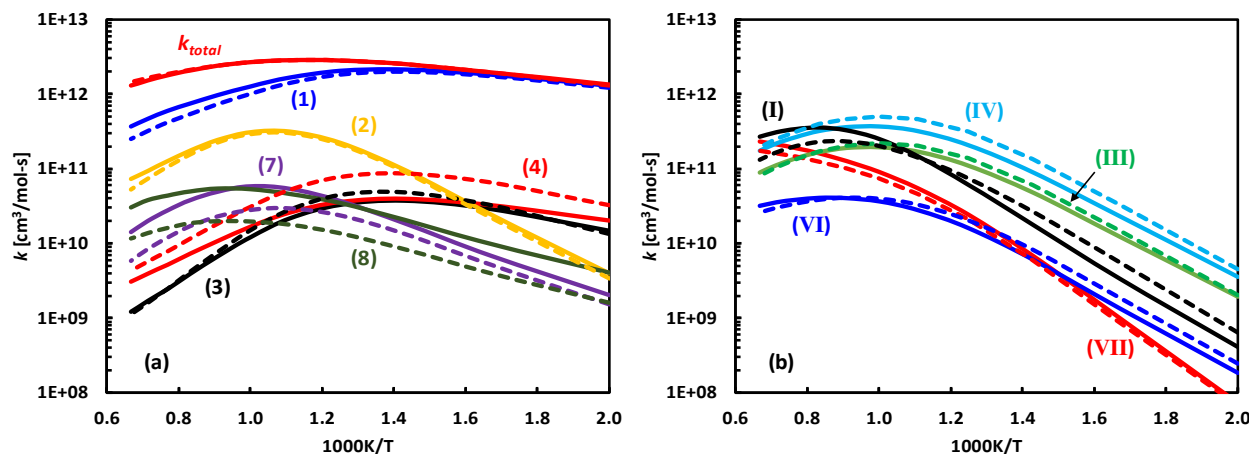 1E+13
1E+12
1E+11
1E+10
1E+09
1E+08
k [cm³/mol-s]
k_total
(1)
(2)
(7)
(4)
(8)
(3)
(a)
0.6 0.8 1.0 1.2 1.4 1.6 1.8 2.0
1000K/T
1E+13
1E+12
1E+11
1E+10
1E+09
1E+08
k [cm³/mol-s]
(I)
(IV)
(III)
(VI)
(VII)
(b)
0.6 0.8 1.0 1.2 1.4 1.6 1.8 2.0
1000K/T